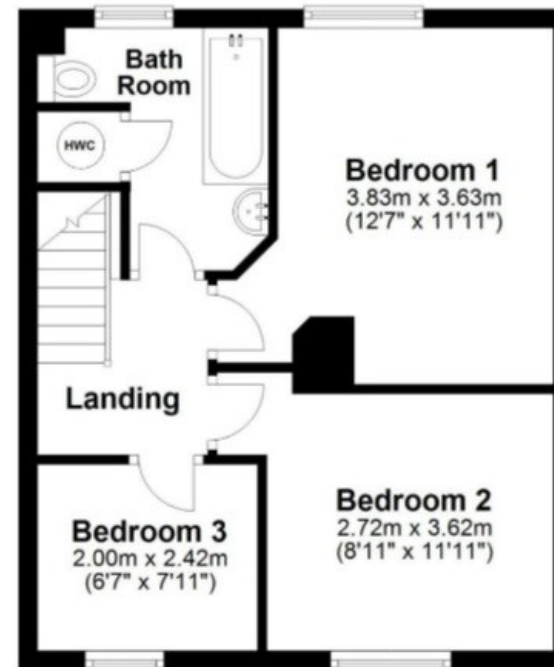 Bath
Room
HWC
Bedroom 1
3.83m x 3.63m
(12'7" x 11'11")
Landing
Bedroom 2
2.72m x 3.62m
(8'11" x 11'11")
Bedroom 3
2.00m x 2.42m
(6'7" x 7'11")